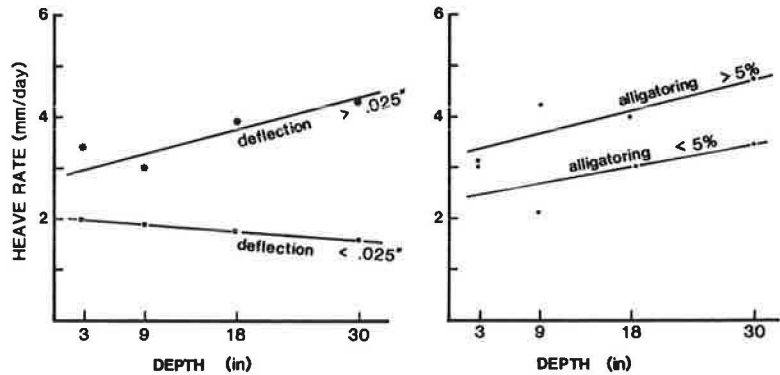 HEAVE RATE (mm/day)
6
4
2
deflection > .025"
deflection < .025"
3 9 18 30
DEPTH (in)
6
4
2
alligatoring > 5%
alligatoring < 5%
3 9 18 30
DEPTH (in)